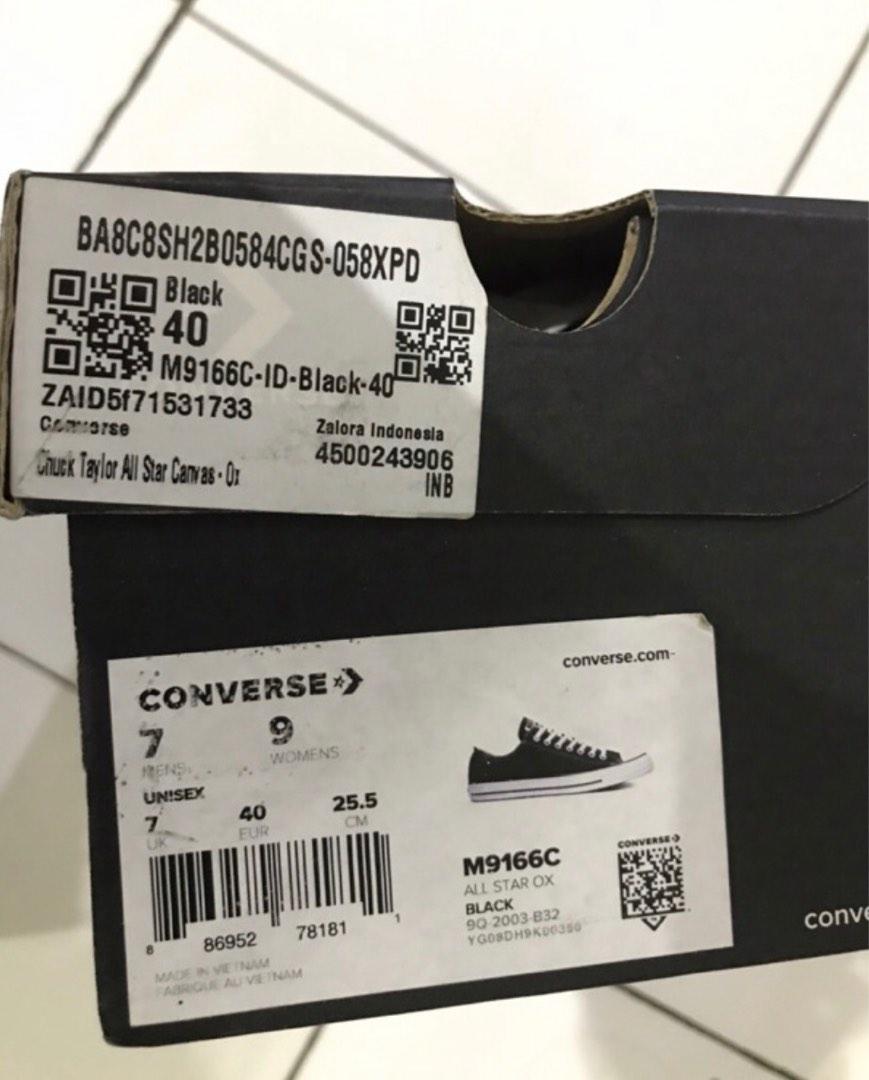 BA8C8SH2B0584CGS-058XPD
Black
40
M9166C-ID-Black-40
ZAID5f71531733
Converse
Zalora Indonesia
4500243906
Chuck Taylor All Star Canvas - Ox
INB
CONVERSE
converse.com
7 9
MENS WOMENS
UNISEX
7 40 25.5
UK EUR CM
8 86952 78181 1
MADE IN VIETNAM
FABRIQUE AU VIETNAM
M9166C
ALL STAR OX
BLACK
9Q-2003-B32
CONVERSE
conve